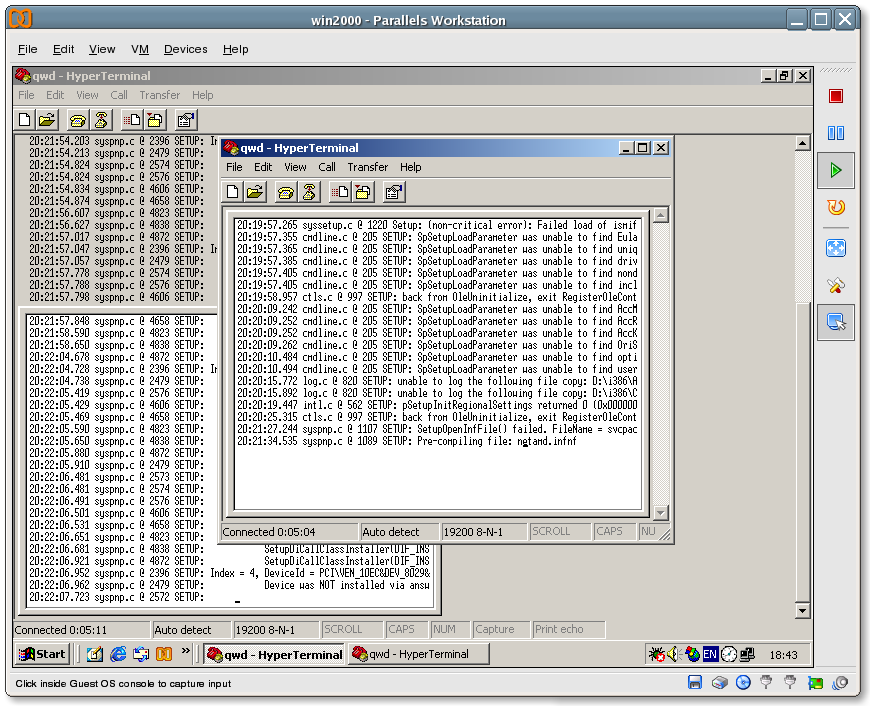 win2000 - Parallels Workstation
File Edit View VM Devices Help
qwd - HyperTerminal
File Edit View Call Transfer Help
20:21:54.203 syspnp.c @ 2396 SETUP: In
20:21:54.213 syspnp.c @ 2479 SETUP:
20:21:54.824 syspnp.c @ 2574 SETUP:
20:21:54.824 syspnp.c @ 2576 SETUP:
20:21:54.834 syspnp.c @ 4606 SETUP:
20:21:54.874 syspnp.c @ 4658 SETUP:
20:21:56.607 syspnp.c @ 4823 SETUP:
20:21:56.627 syspnp.c @ 4838 SETUP:
20:21:57.017 syspnp.c @ 4872 SETUP:
20:21:57.047 syspnp.c @ 2396 SETUP: In
20:21:57.057 syspnp.c @ 2479 SETUP:
20:21:57.778 syspnp.c @ 2574 SETUP:
20:21:57.788 syspnp.c @ 2576 SETUP:
20:21:57.798 syspnp.c @ 4606 SETUP:
20:21:57.848 syspnp.c @ 4658 SETUP:
20:21:58.590 syspnp.c @ 4823 SETUP:
20:21:58.650 syspnp.c @ 4838 SETUP:
20:22:04.678 syspnp.c @ 4872 SETUP:
20:22:04.728 syspnp.c @ 2396 SETUP: In
20:22:04.738 syspnp.c @ 2479 SETUP:
20:22:05.419 syspnp.c @ 2576 SETUP:
20:22:05.429 syspnp.c @ 4606 SETUP:
20:22:05.469 syspnp.c @ 4658 SETUP:
20:22:05.590 syspnp.c @ 4823 SETUP:
20:22:05.650 syspnp.c @ 4838 SETUP:
20:22:05.880 syspnp.c @ 4872 SETUP:
20:22:05.910 syspnp.c @ 2479 SETUP:
20:22:06.481 syspnp.c @ 2573 SETUP:
20:22:06.481 syspnp.c @ 2574 SETUP:
20:22:06.491 syspnp.c @ 2576 SETUP:
20:22:06.501 syspnp.c @ 4606 SETUP:
20:22:06.531 syspnp.c @ 4658 SETUP:
20:22:06.651 syspnp.c @ 4823 SETUP:
20:22:06.681 syspnp.c @ 4838 SETUP: SetupDiCallClassInstaller(DIF_INS
20:22:06.921 syspnp.c @ 4872 SETUP: SetupDiCallClassInstaller(DIF_INS
20:22:06.952 syspnp.c @ 2396 SETUP: Index = 4, DeviceId = PCI\VEN_10EC&DEV_8029&
20:22:06.962 syspnp.c @ 2479 SETUP: Device was NOT installed via answ
20:22:07.723 syspnp.c @ 2572 SETUP:
qwd - HyperTerminal
File Edit View Call Transfer Help
20:19:57.265 syssetup.c @ 1220 Setup: (non-critical error): Failed load of ismif
20:19:57.355 cmdline.c @ 205 SETUP: SpSetupLoadParameter was unable to find Eula
20:19:57.365 cmdline.c @ 205 SETUP: SpSetupLoadParameter was unable to find uniq
20:19:57.385 cmdline.c @ 205 SETUP: SpSetupLoadParameter was unable to find driv
20:19:57.405 cmdline.c @ 205 SETUP: SpSetupLoadParameter was unable to find nond
20:19:57.405 cmdline.c @ 205 SETUP: SpSetupLoadParameter was unable to find incl
20:19:58.957 ctls.c @ 997 SETUP: back from OleUninitialize, exit RegisterOleCont
20:20:09.242 cmdline.c @ 205 SETUP: SpSetupLoadParameter was unable to find AccM
20:20:09.252 cmdline.c @ 205 SETUP: SpSetupLoadParameter was unable to find AccR
20:20:09.252 cmdline.c @ 205 SETUP: SpSetupLoadParameter was unable to find AccK
20:20:09.262 cmdline.c @ 205 SETUP: SpSetupLoadParameter was unable to find OriS
20:20:10.484 cmdline.c @ 205 SETUP: SpSetupLoadParameter was unable to find opti
20:20:10.494 cmdline.c @ 205 SETUP: SpSetupLoadParameter was unable to find user
20:20:15.772 log.c @ 820 SETUP: unable to log the following file copy: D:\i386\A
20:20:15.892 log.c @ 820 SETUP: unable to log the following file copy: D:\i386\C
20:20:19.447 intl.c @ 562 SETUP: pSetupInitRegionalSettings returned 0 (0x000000
20:20:25.315 ctls.c @ 997 SETUP: back from OleUninitialize, exit RegisterOleCont
20:21:27.244 syspnp.c @ 1107 SETUP: SetupOpenInfFile() failed. FileName = svcpac
20:21:34.535 syspnp.c @ 1089 SETUP: Pre-compiling file: netamd.infnf
Connected 0:05:04 Auto detect 19200 8-N-1 SCROLL CAPS NU
Connected 0:05:11 Auto detect 19200 8-N-1 SCROLL CAPS NUM Capture Print echo
Start » qwd - HyperTerminal qwd - HyperTerminal EN 18:43
Click inside Guest OS console to capture input